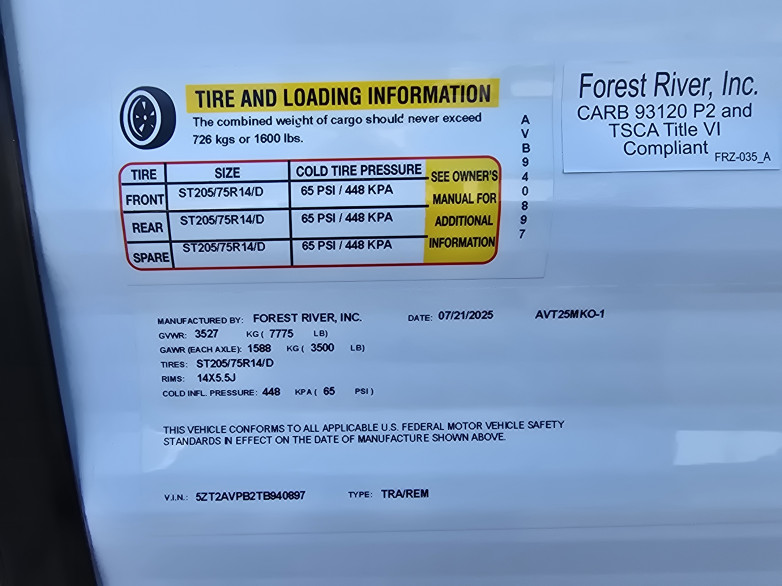 TIRE AND LOADING INFORMATION
The combined weight of cargo should never exceed
726 kgs or 1600 lbs.
TIRE SIZE COLD TIRE PRESSURE SEE OWNER'S
FRONT ST205/75R14/D 65 PSI / 448 KPA MANUAL FOR
REAR ST205/75R14/D 65 PSI / 448 KPA ADDITIONAL
SPARE ST205/75R14/D 65 PSI / 448 KPA INFORMATION
AVB940897
Forest River, Inc.
CARB 93120 P2 and
TSCA Title VI
Compliant
FRZ-035_A
MANUFACTURED BY: FOREST RIVER, INC. DATE: 07/21/2025 AVT25MKO-1
GVWR: 3527 KG ( 7775 LB)
GAWR (EACH AXLE): 1588 KG ( 3500 LB)
TIRES: ST205/75R14/D
RIMS: 14X5.5J
COLD INFL. PRESSURE: 448 KPA ( 65 PSI )
THIS VEHICLE CONFORMS TO ALL APPLICABLE U.S. FEDERAL MOTOR VEHICLE SAFETY
STANDARDS IN EFFECT ON THE DATE OF MANUFACTURE SHOWN ABOVE.
V.I.N.: 5ZT2AVPB2TB940897 TYPE: TRA/REM